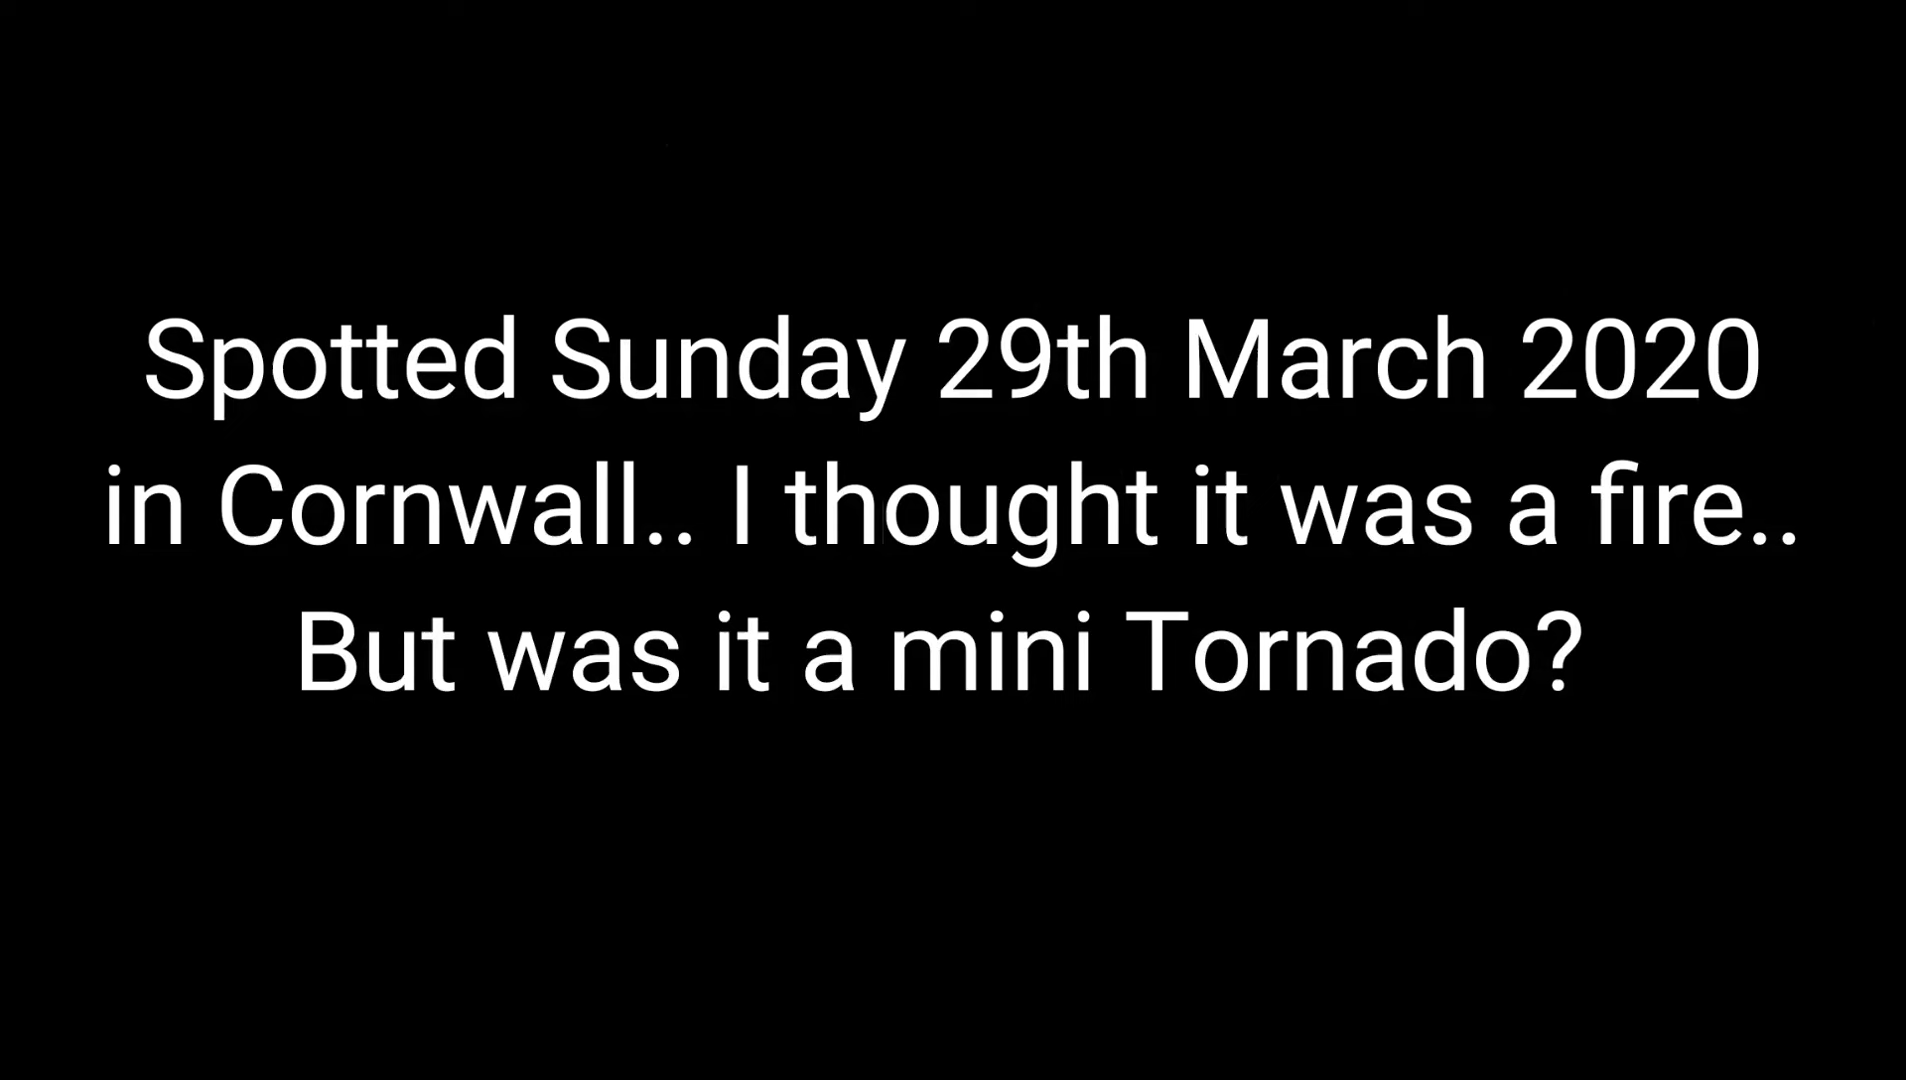 Spotted Sunday 29th March 2020
in Cornwall.. I thought it was a fire..
But was it a mini Tornado?